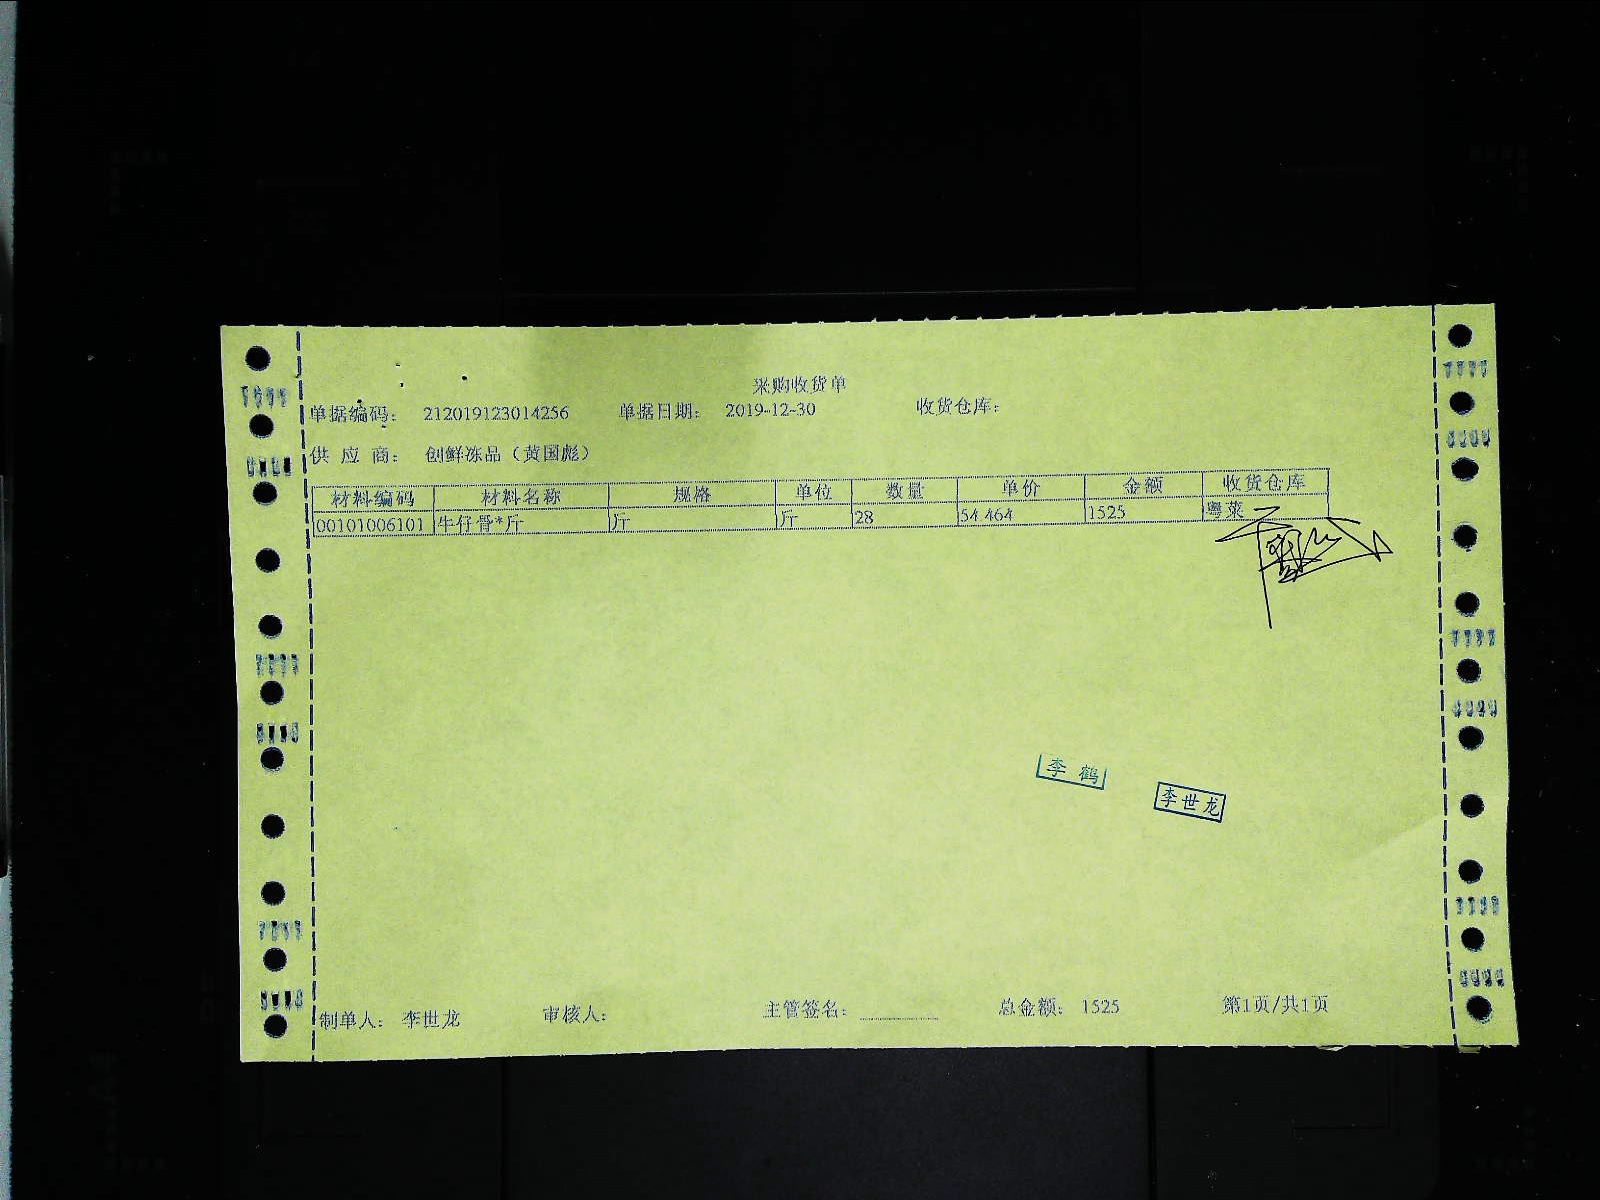 采购收货单
单据编码： 212019123014256 单据日期： 2019-12-30 收货仓库：
供 应 商： 创鲜冻品（黄国彪）
材料编码 材料名称 规格 单位 数量 单价 金额 收货仓库
00101006101 牛仔骨*斤 斤 斤 28 54.464 1525 粤菜
李 鹤
李世龙
制单人： 李世龙 审核人： 主管签名： 总金额： 1525 第1页/共1页